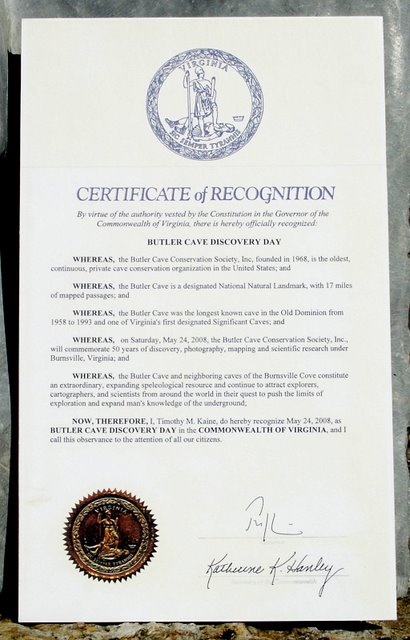 VIRGINIA
SIC SEMPER TYRANNIS
CERTIFICATE of RECOGNITION
By virtue of the authority vested by the Constitution in the Governor of the
Commonwealth of Virginia, there is hereby officially recognized:
BUTLER CAVE DISCOVERY DAY
WHEREAS, the Butler Cave Conservation Society, Inc, founded in 1968, is the oldest,
continuous, private cave conservation organization in the United States; and
WHEREAS, the Butler Cave is a designated National Natural Landmark, with 17 miles
of mapped passages; and
WHEREAS, the Butler Cave was the longest known cave in the Old Dominion from
1958 to 1993 and one of Virginia's first designated Significant Caves; and
WHEREAS, on Saturday, May 24, 2008, the Butler Cave Conservation Society, Inc.,
will commemorate 50 years of discovery, photography, mapping and scientific research under
Burnsville, Virginia; and
WHEREAS, the Butler Cave and neighboring caves of the Burnsville Cove constitute
an extraordinary, expanding speleological resource and continue to attract explorers,
cartographers, and scientists from around the world in their quest to push the limits of
exploration and expand man's knowledge of the underground,
NOW, THEREFORE, I, Timothy M. Kaine, do hereby recognize May 24, 2008, as
BUTLER CAVE DISCOVERY DAY in the COMMONWEALTH OF VIRGINIA, and I
call this observance to the attention of all our citizens.
VIRGINIA
Katherine K. Hanley